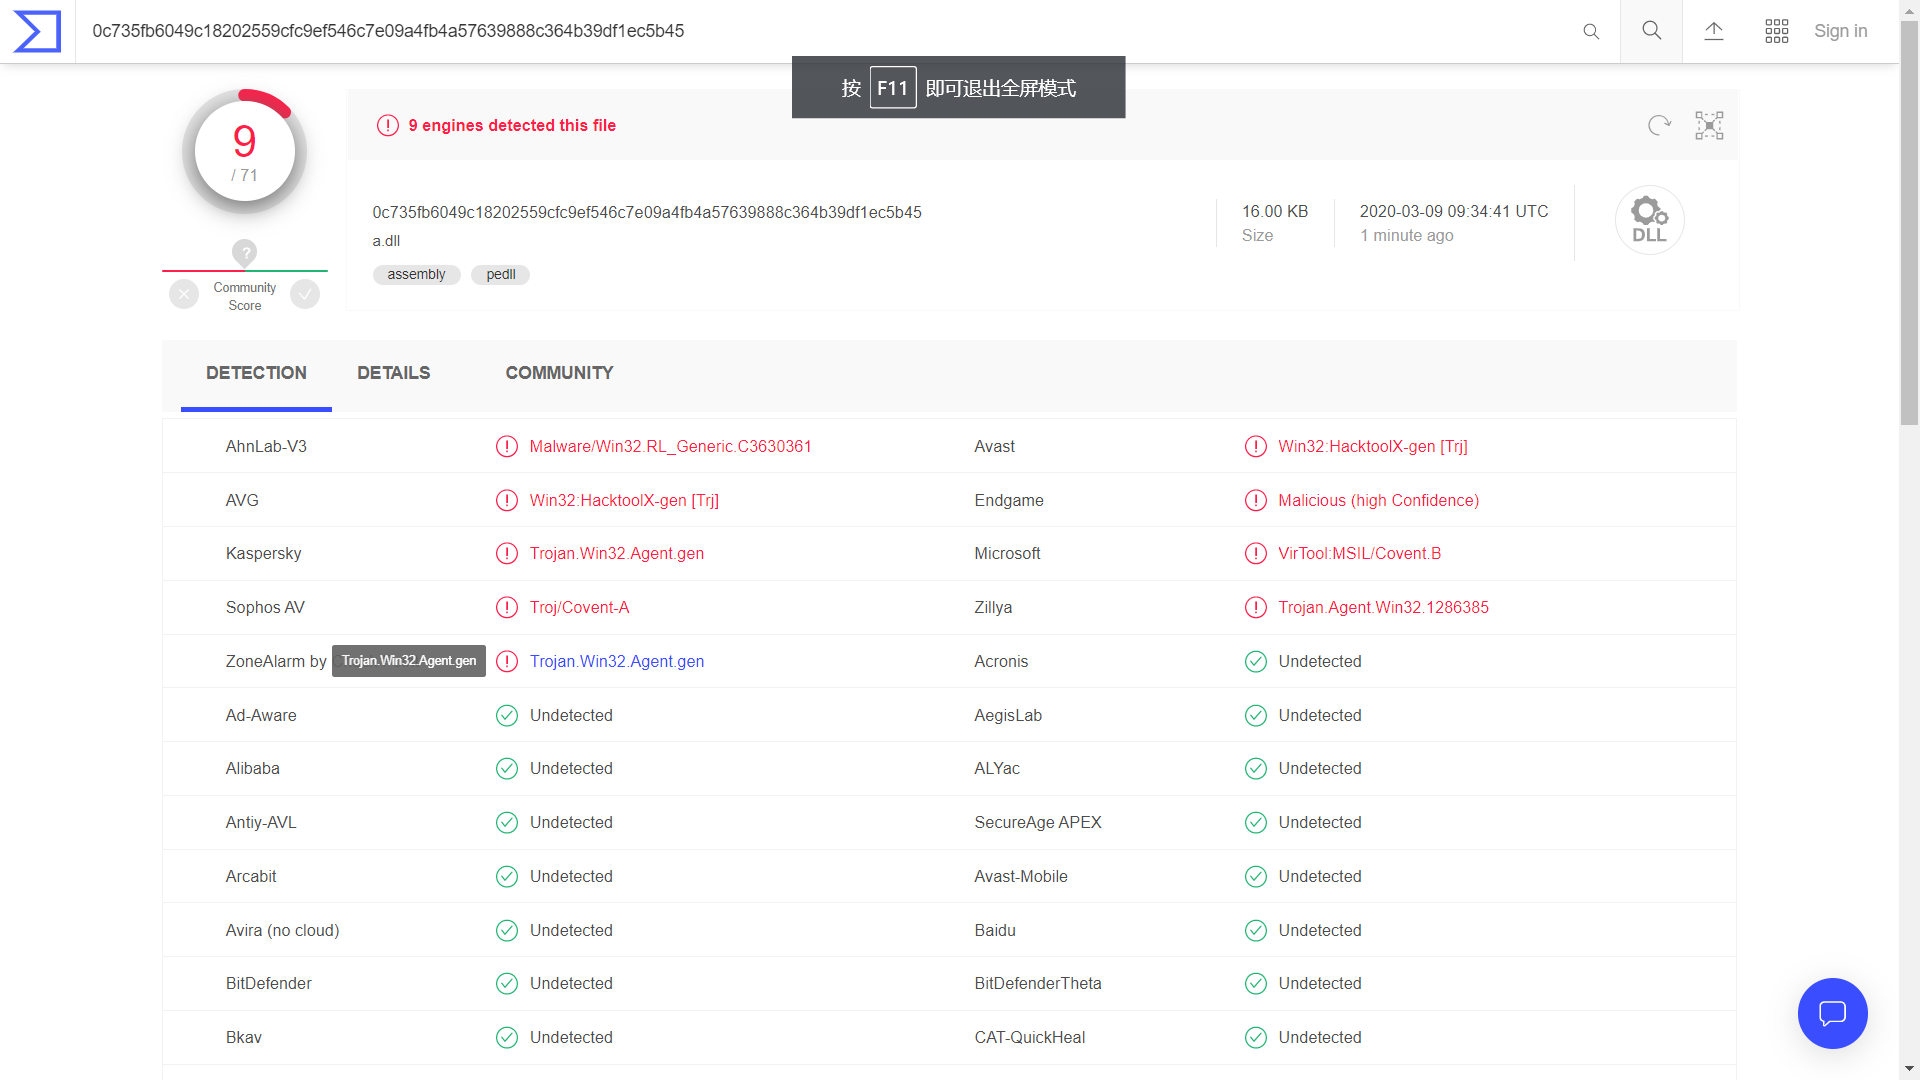 0c735fb6049c18202559cfc9ef546c7e09a4fb4a57639888c364b39df1ec5b45
Sign in
按 F11 即可退出全屏模式
9
/ 71
9 engines detected this file
0c735fb6049c18202559cfc9ef546c7e09a4fb4a57639888c364b39df1ec5b45
a.dll
assembly pedll
16.00 KB
Size
2020-03-09 09:34:41 UTC
1 minute ago
DLL
?
Community
Score
DETECTION DETAILS COMMUNITY
AhnLab-V3 Malware/Win32.RL_Generic.C3630361 Avast Win32:HacktoolX-gen [Trj]
AVG Win32:HacktoolX-gen [Trj] Endgame Malicious (high Confidence)
Kaspersky Trojan.Win32.Agent.gen Microsoft VirTool:MSIL/Covent.B
Sophos AV Troj/Covent-A Zillya Trojan.Agent.Win32.1286385
ZoneAlarm by Trojan.Win32.Agent.gen Trojan.Win32.Agent.gen Acronis Undetected
Ad-Aware Undetected AegisLab Undetected
Alibaba Undetected ALYac Undetected
Antiy-AVL Undetected SecureAge APEX Undetected
Arcabit Undetected Avast-Mobile Undetected
Avira (no cloud) Undetected Baidu Undetected
BitDefender Undetected BitDefenderTheta Undetected
Bkav Undetected CAT-QuickHeal Undetected